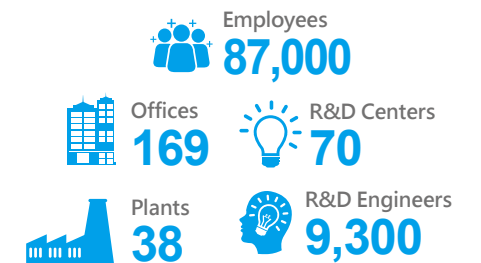 Employees
87,000
Offices
169
R&D Centers
70
Plants
38
R&D Engineers
9,300